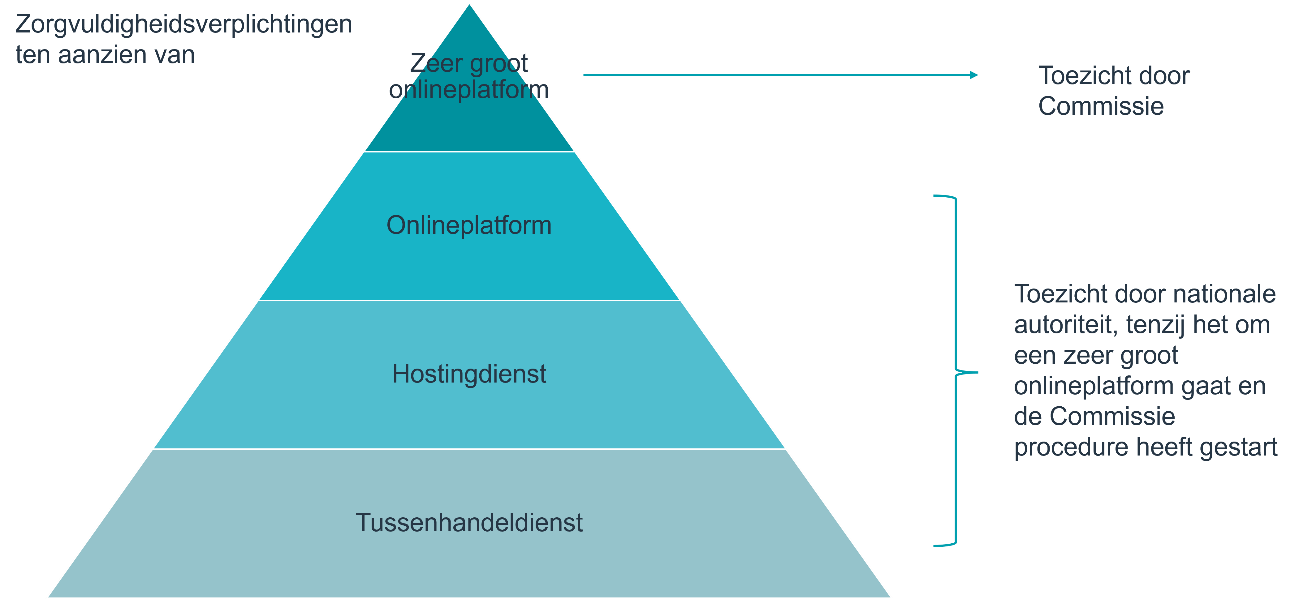 Zorgvuldigheidsverplichtingen
ten aanzien van
Zeer groot
onlineplatform
Toezicht door
Commissie
Onlineplatform
Hostingdienst
Tussenhandeldienst
Toezicht door nationale
autoriteit, tenzij het om
een zeer groot
onlineplatform gaat en
de Commissie
procedure heeft gestart